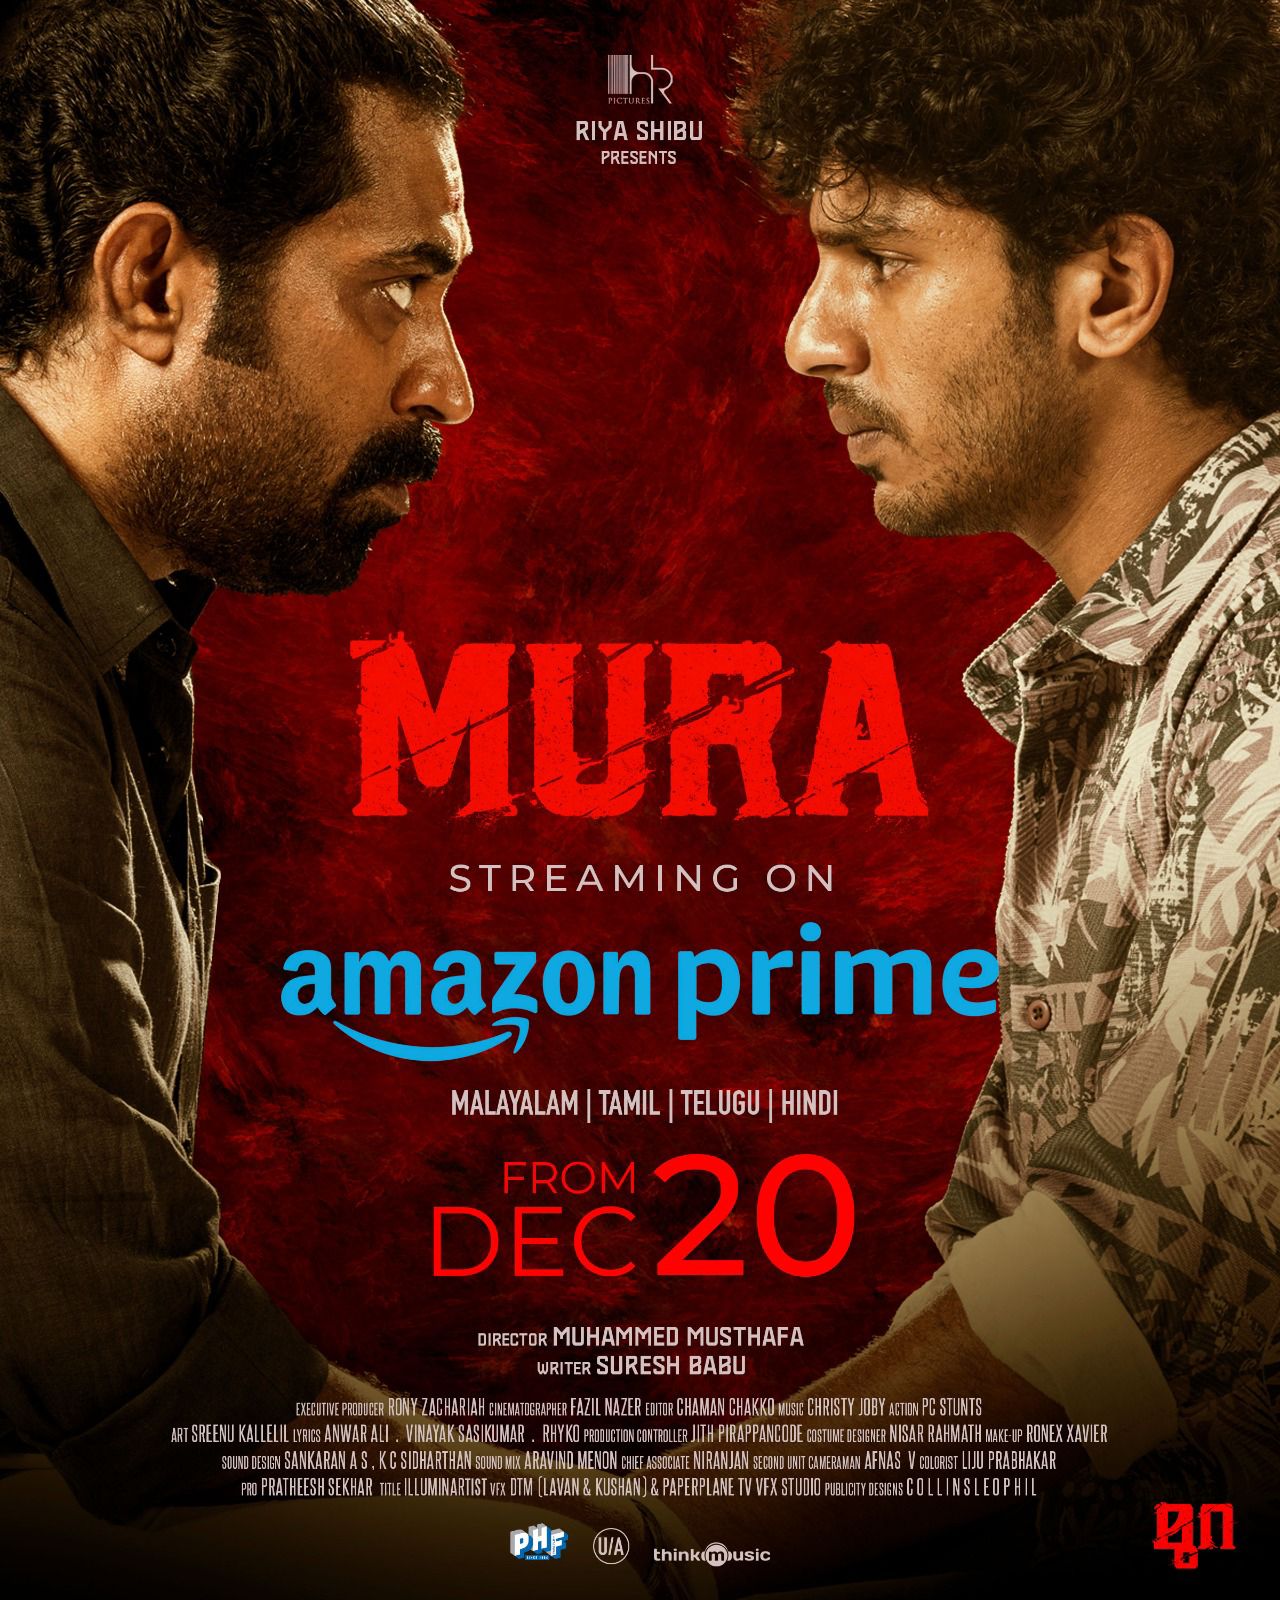 hR
PICTURES
RIYA SHIBU
PRESENTS
MURA
STREAMING ON
amazon prime
MALAYALAM | TAMIL | TELUGU | HINDI
FROM
DEC 20
DIRECTOR MUHAMMED MUSTHAFA
WRITER SURESH BABU
EXECUTIVE PRODUCER RONY ZACHARIAH CINEMATOGRAPHER FAZIL NAZER EDITOR CHAMAN CHAKKO MUSIC CHRISTY JOBY ACTION PC STUNTS
ART SREENU KALLELIL LYRICS ANWAR ALI . VINAYAK SASIKUMAR . RHYKO PRODUCTION CONTROLLER JITH PIRAPPANCODE COSTUME DESIGNER NISAR RAHMATH MAKE-UP RONEX XAVIER
SOUND DESIGN SANKARAN A S , K C SIDHARTHAN SOUND MIX ARAVIND MENON CHIEF ASSOCIATE NIRANJAN SECOND UNIT CAMERAMAN AFNAS V COLORIST LIJU PRABHAKAR
PRO PRATHEESH SEKHAR TITLE ILLUMINARTIST VFX DTM (LAVAN & KUSHAN) & PAPERPLANE TV VFX STUDIO PUBLICITY DESIGNS COLLINSLEOPHIL
PHF
U/A
think music
മുറ